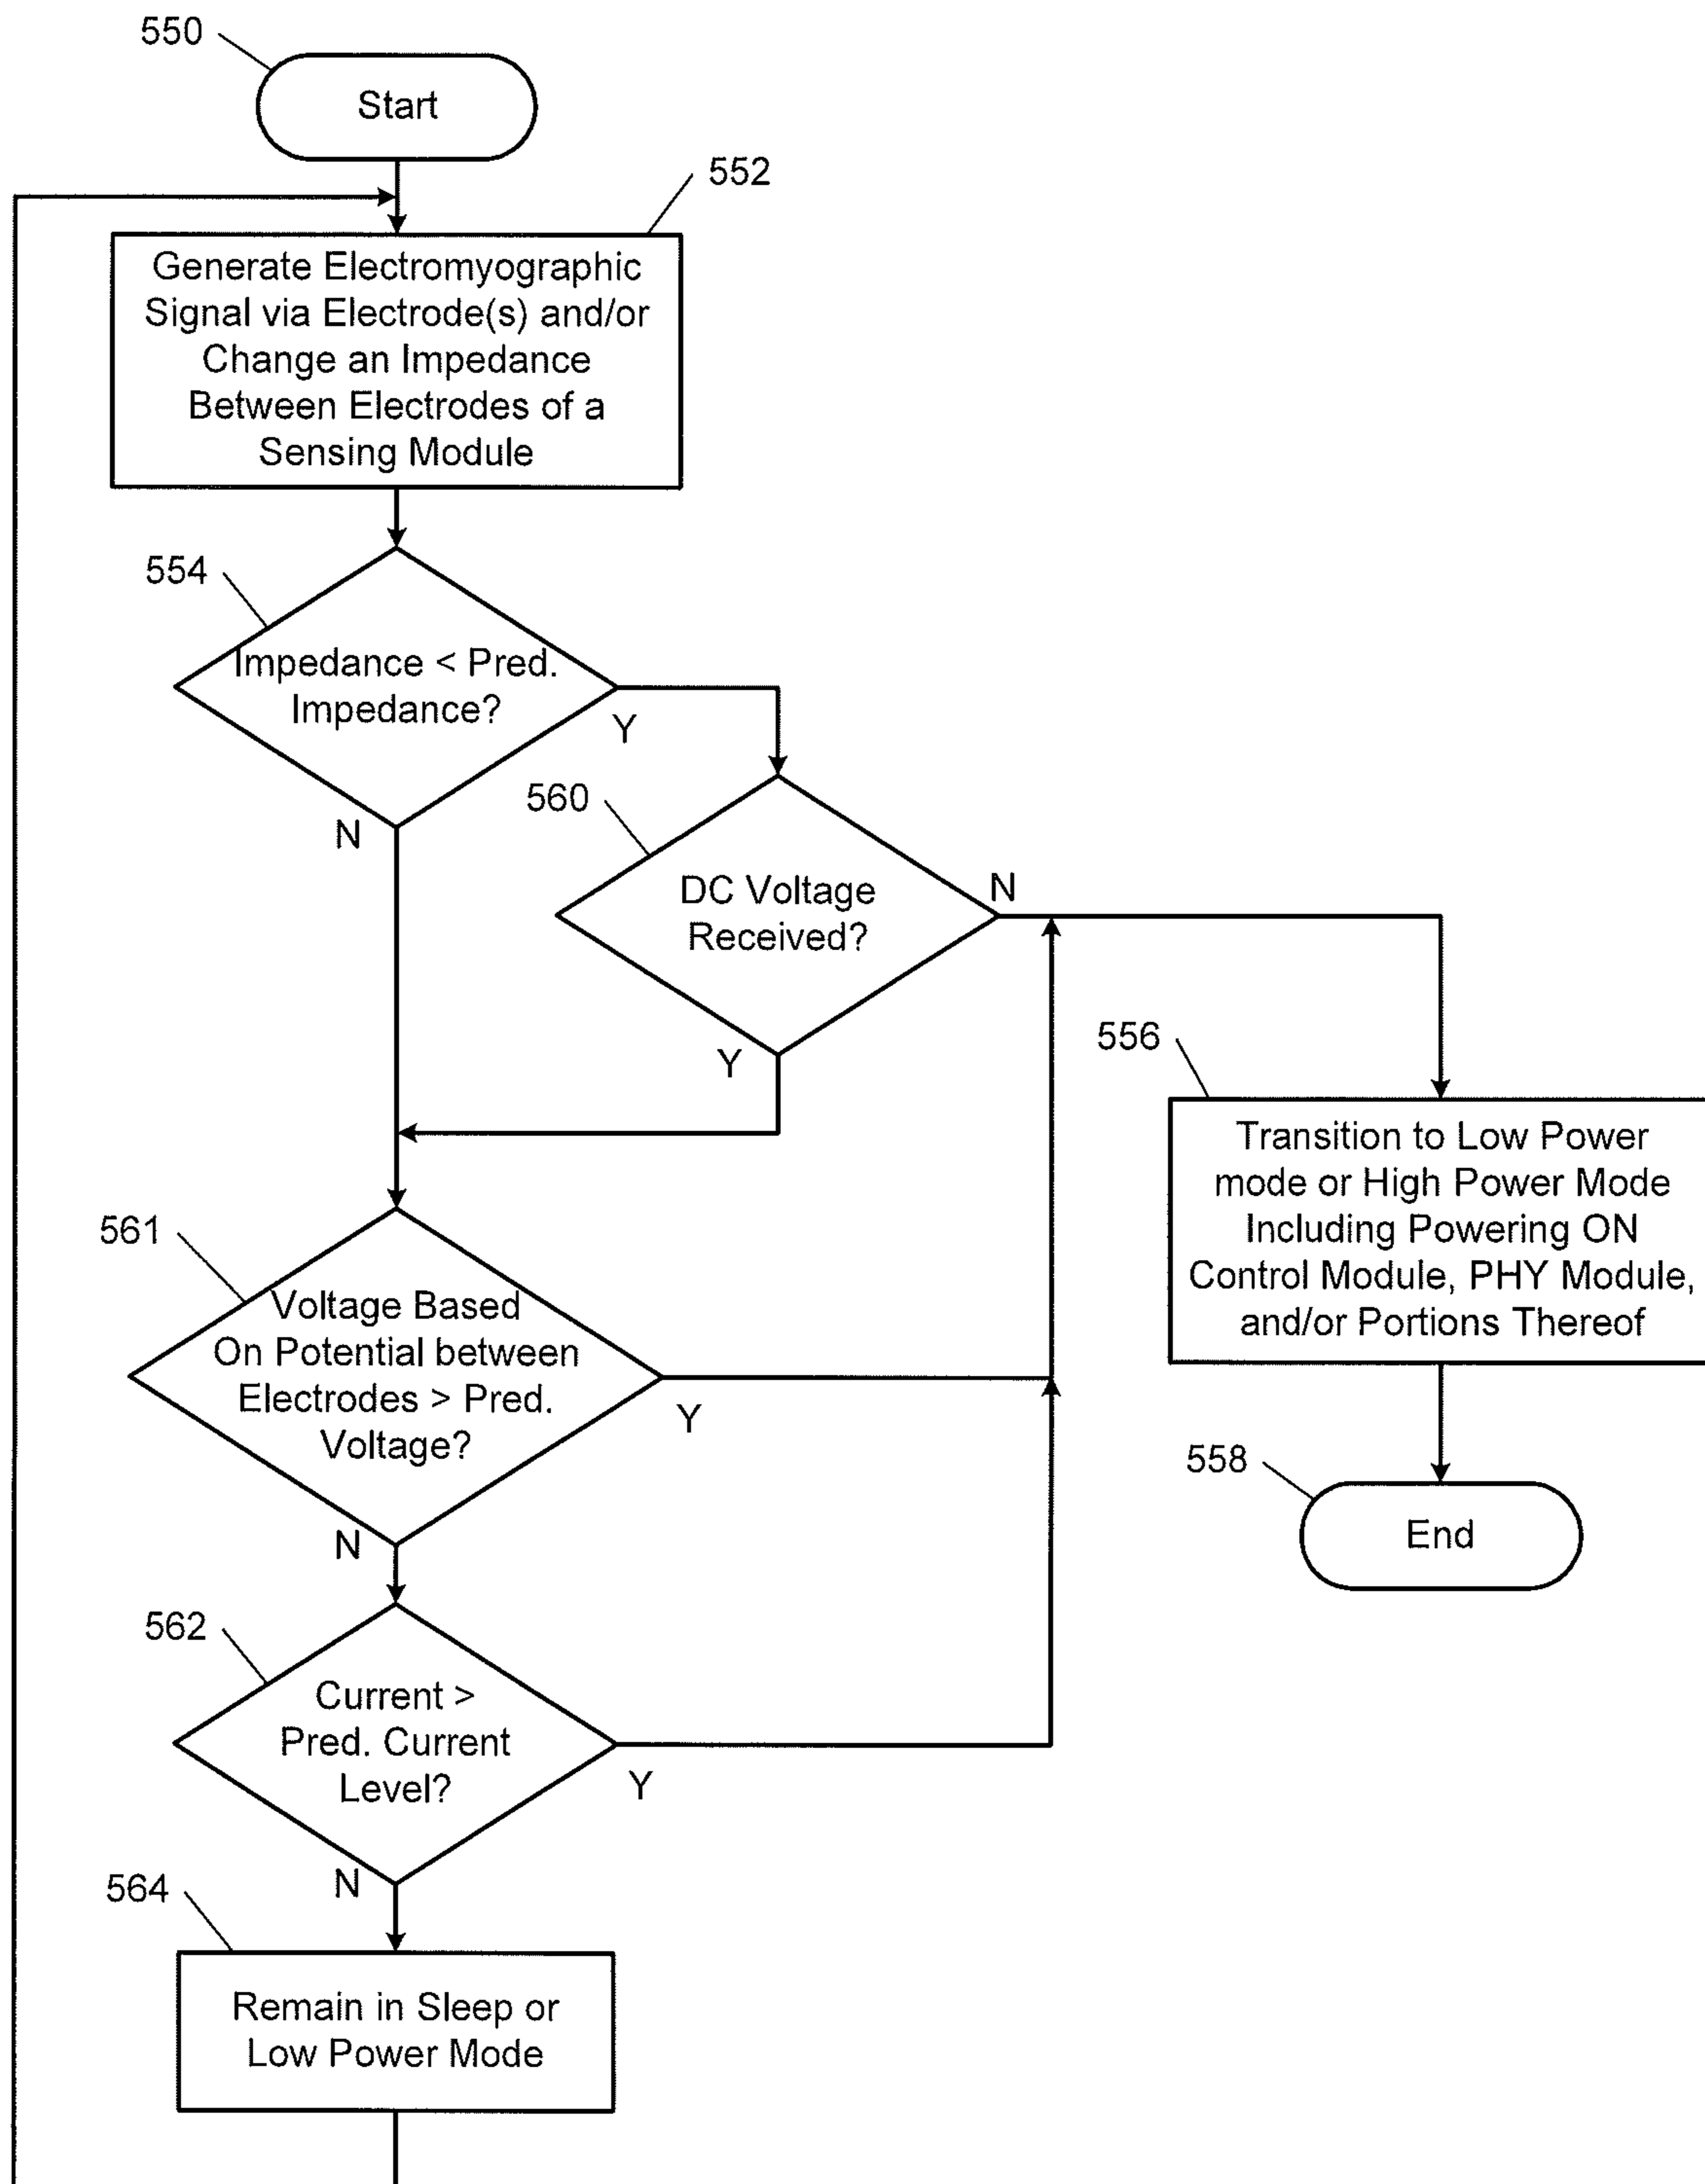 550
Start
552
Generate Electromyographic
Signal via Electrode(s) and/or
Change an Impedance
Between Electrodes of a
Sensing Module
554
Impedance < Pred.
Impedance?
Y
N
560
DC Voltage
Received?
N
Y
556
Transition to Low Power
mode or High Power Mode
Including Powering ON
Control Module, PHY Module,
and/or Portions Thereof
561
Voltage Based
On Potential between
Electrodes > Pred.
Voltage?
Y
N
558
End
562
Current >
Pred. Current
Level?
Y
N
564
Remain in Sleep or
Low Power Mode